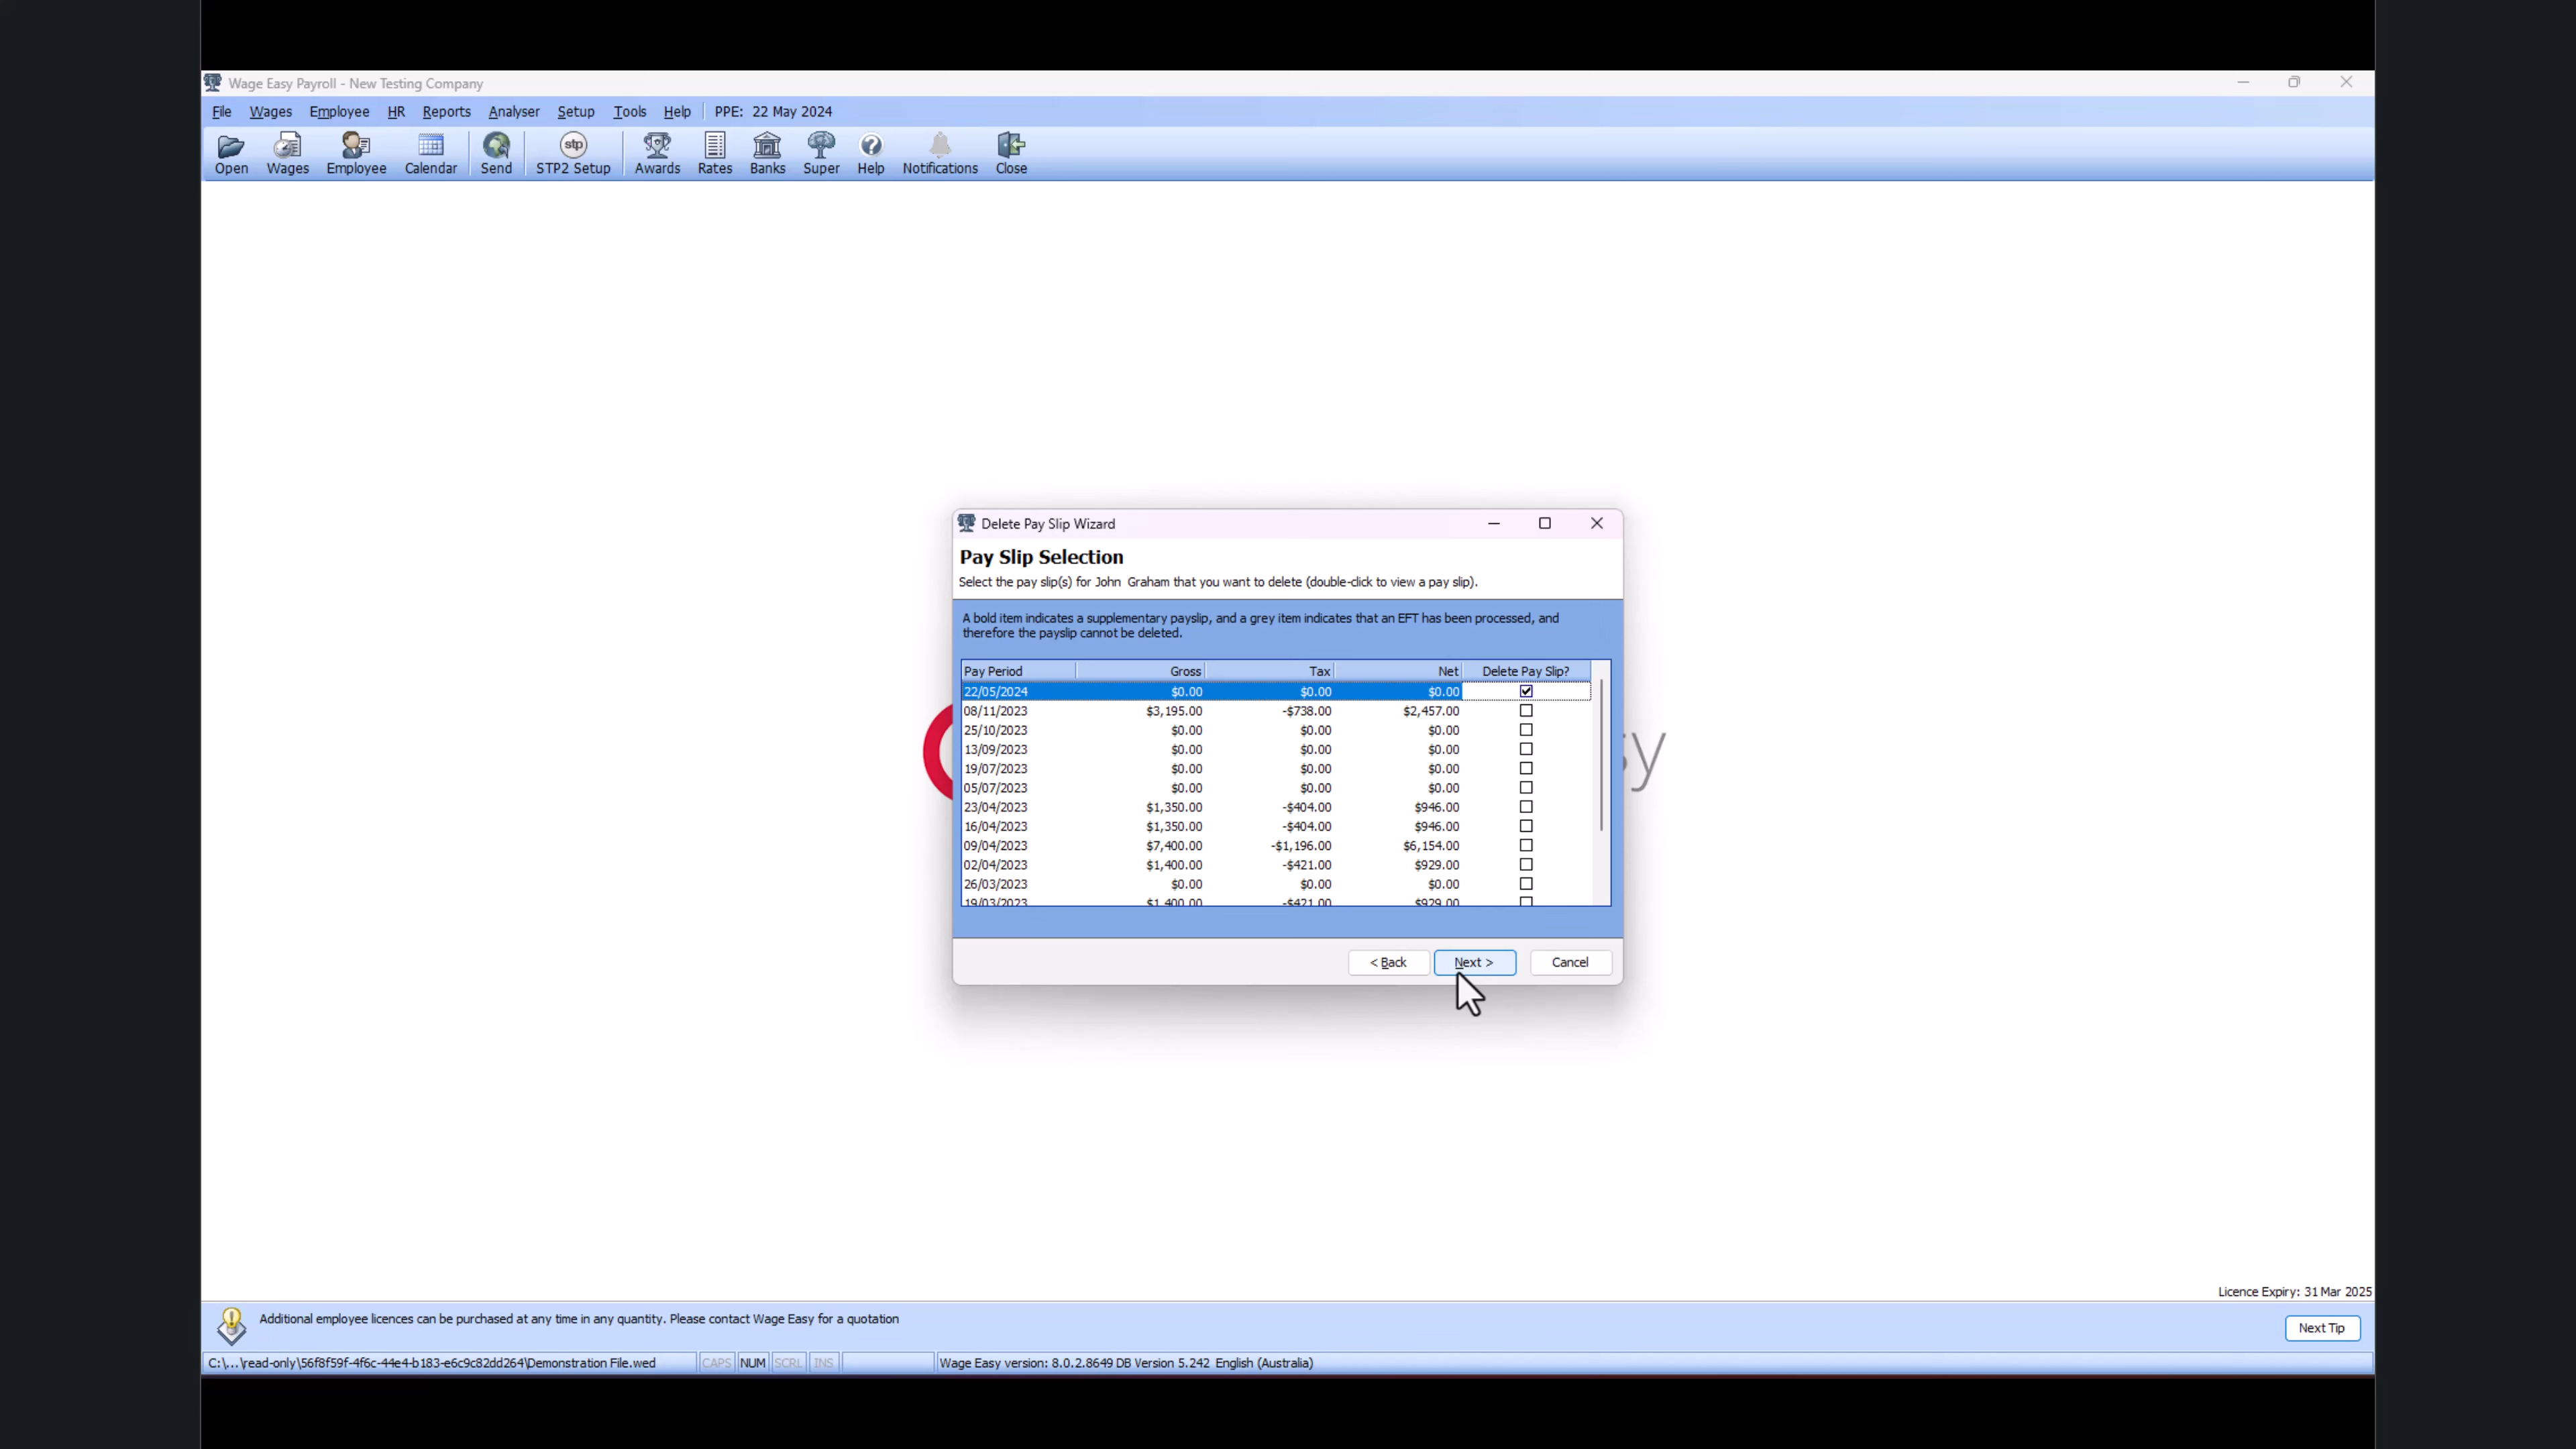 Wage Easy Payroll - New Testing Company
File Wages Employee HR Reports Analyser Setup Tools Help PPE: 22 May 2024
stp
Open Wages Employee Calendar Send STP2 Setup Awards Rates Banks Super Help Notifications Close
Delete Pay Slip Wizard
Pay Slip Selection
Select the pay slip(s) for John Graham that you want to delete (double-click to view a pay slip).
A bold item indicates a supplementary payslip, and a grey item indicates that an EFT has been processed, and
therefore the payslip cannot be deleted.
Pay Period Gross Tax Net Delete Pay Slip?
22/05/2024 $0.00 $0.00 $0.00
08/11/2023 $3,195.00 -$738.00 $2,457.00
25/10/2023 $0.00 $0.00 $0.00
13/09/2023 $0.00 $0.00 $0.00
19/07/2023 $0.00 $0.00 $0.00
05/07/2023 $0.00 $0.00 $0.00
23/04/2023 $1,350.00 -$404.00 $946.00
16/04/2023 $1,350.00 -$404.00 $946.00
09/04/2023 $7,400.00 -$1,196.00 $6,154.00
02/04/2023 $1,400.00 -$421.00 $929.00
26/03/2023 $0.00 $0.00 $0.00
19/03/2023 $1,400.00 -$421.00 $929.00
< Back Next > Cancel
Licence Expiry: 31 Mar 2025
Additional employee licences can be purchased at any time in any quantity. Please contact Wage Easy for a quotation
Next Tip
C:\...\read-only\56f8f59f-4f6c-44e4-b183-e6c9c82dd264\Demonstration File.wed CAPS NUM SCRL INS Wage Easy version: 8.0.2.8649 DB Version 5.242 English (Australia)